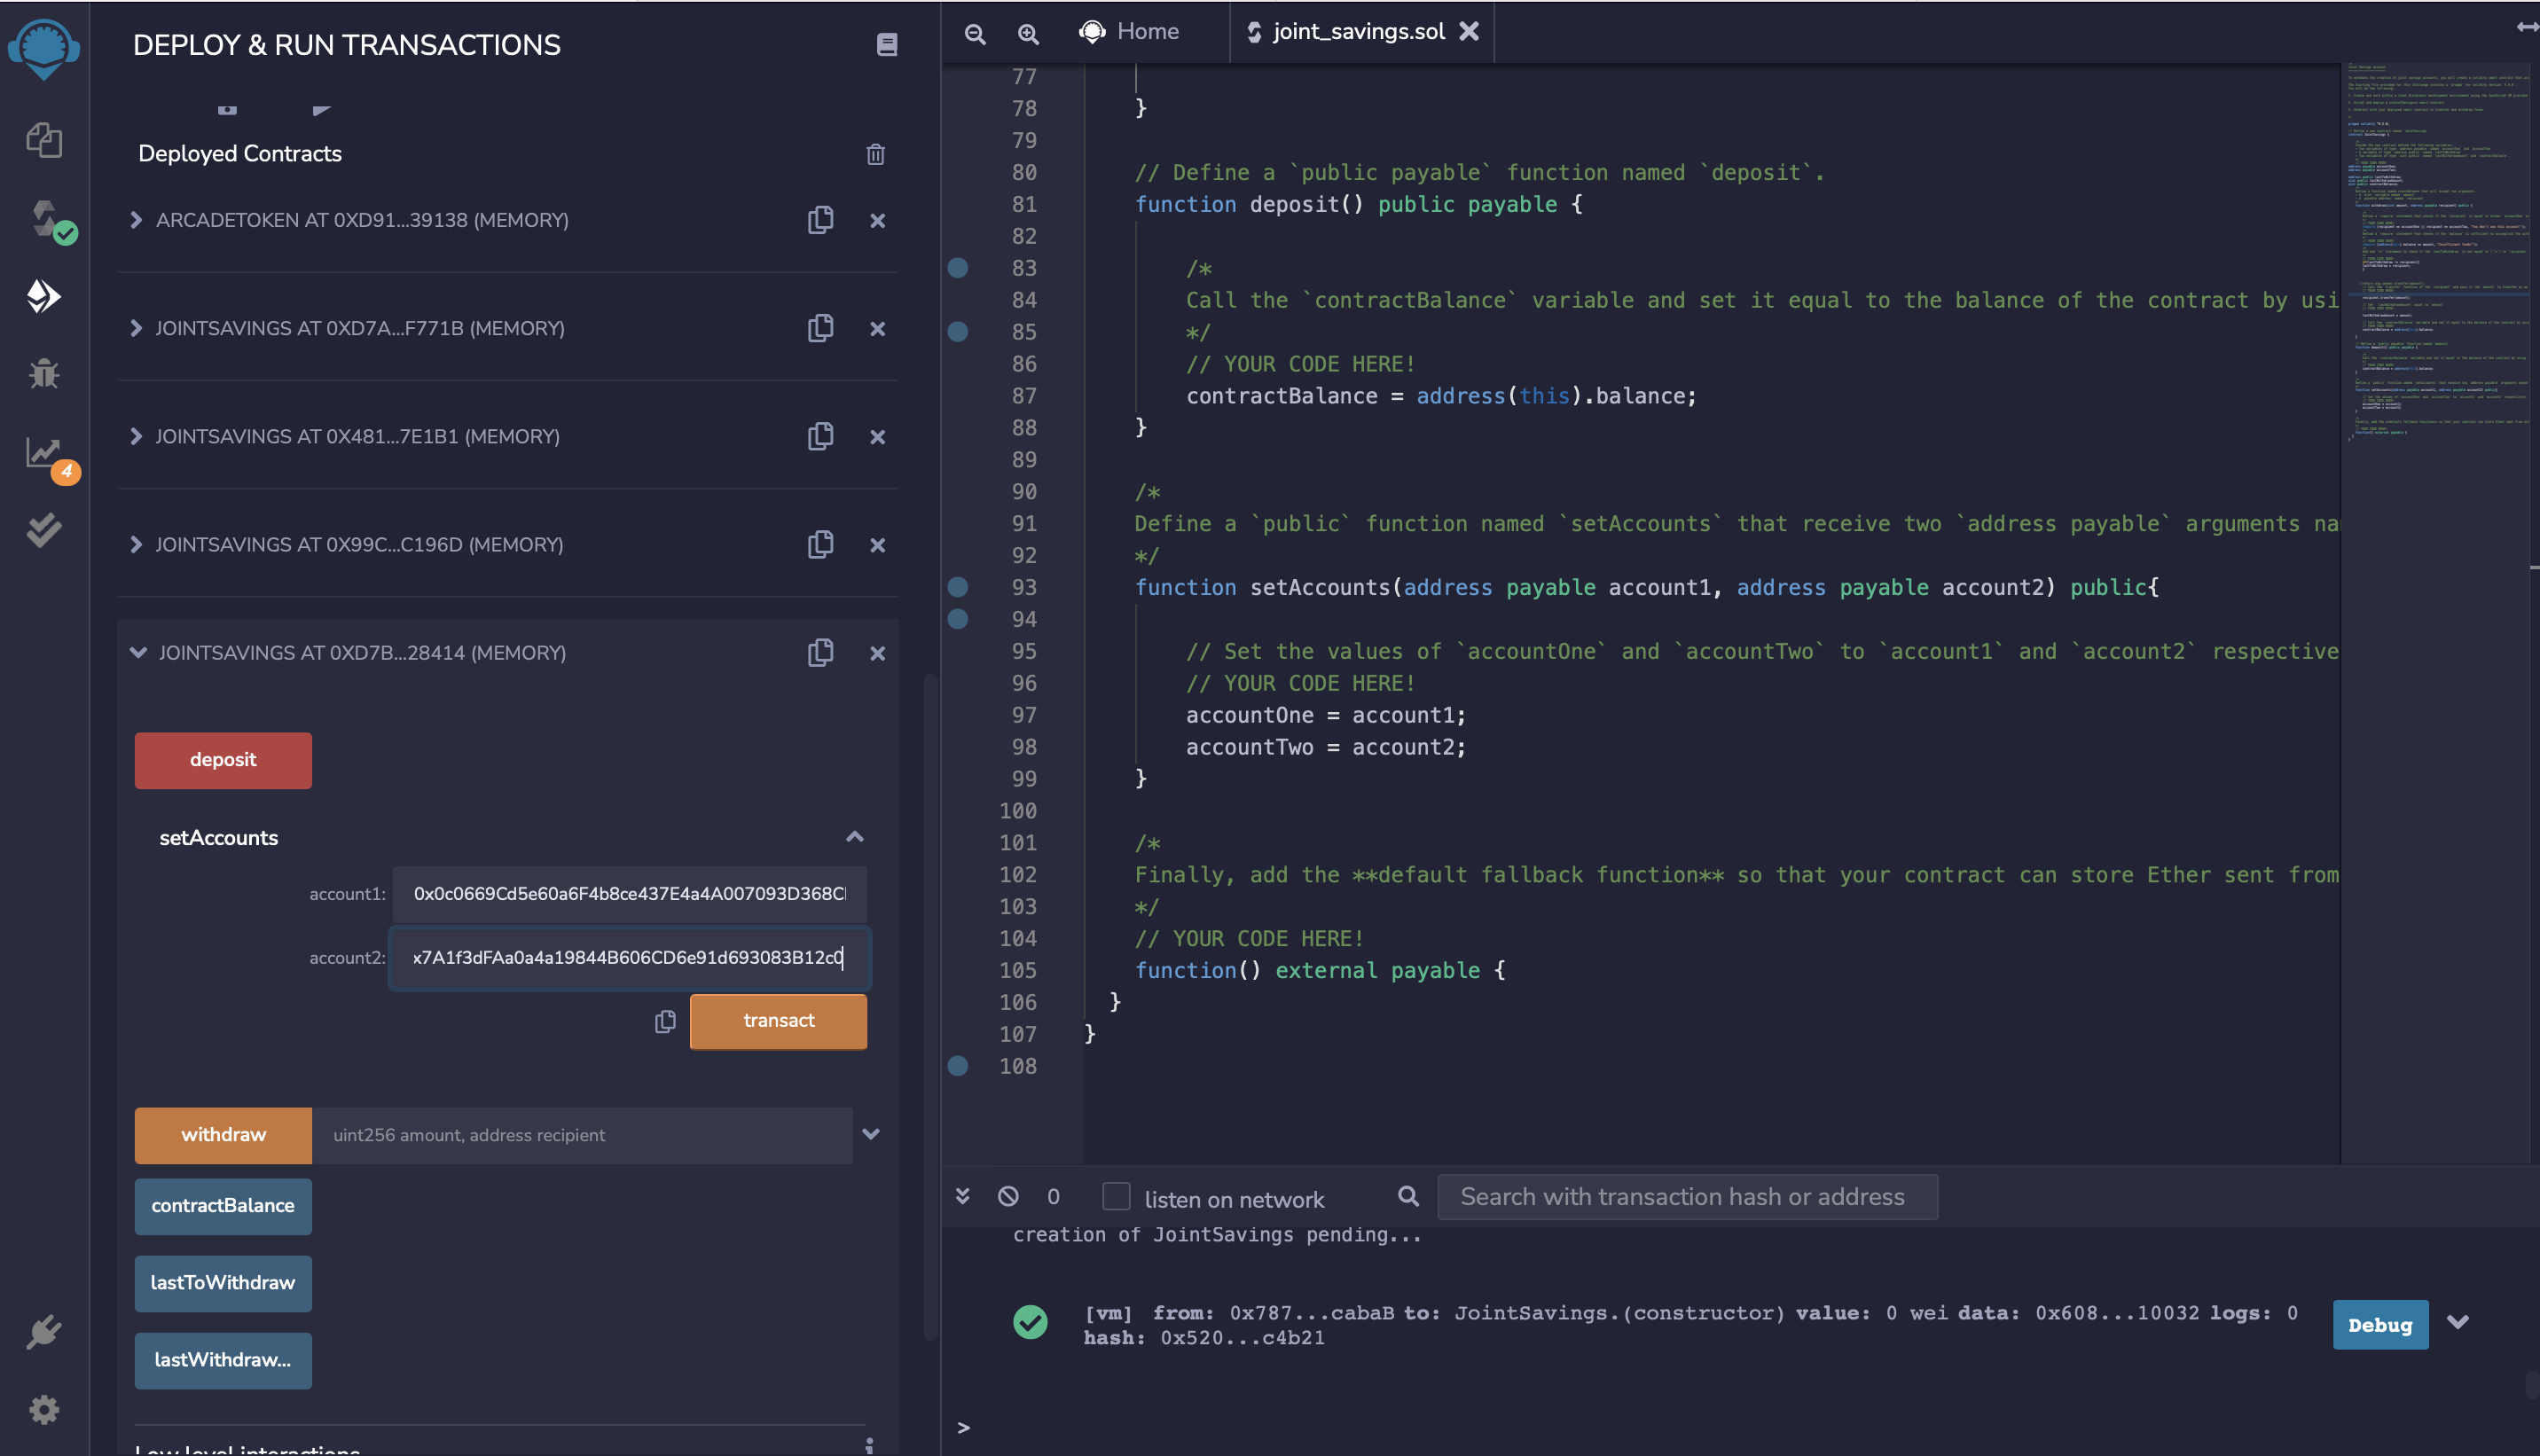 DEPLOY & RUN TRANSACTIONS
Deployed Contracts
ARCADETOKEN AT 0XD91...39138 (MEMORY)
JOINTSAVINGS AT 0XD7A...F771B (MEMORY)
JOINTSAVINGS AT 0X481...7E1B1 (MEMORY)
JOINTSAVINGS AT 0X99C...C196D (MEMORY)
JOINTSAVINGS AT 0XD7B...28414 (MEMORY)
deposit
setAccounts
account1: 0x0c0669Cd5e60a6F4b8ce437E4a4A007093D368C
account2: x7A1f3dFAa0a4a19844B606CD6e91d693083B12c0
transact
withdraw uint256 amount, address recipient
contractBalance
lastToWithdraw
lastWithdraw...
Low level interactions
4
Home
joint_savings.sol
77
78 }
79
80 // Define a `public payable` function named `deposit`.
81 function deposit() public payable {
82
83 /*
84 Call the `contractBalance` variable and set it equal to the balance of the contract by usi
85 */
86 // YOUR CODE HERE!
87 contractBalance = address(this).balance;
88 }
89
90 /*
91 Define a `public` function named `setAccounts` that receive two `address payable` arguments na
92 */
93 function setAccounts(address payable account1, address payable account2) public{
94
95 // Set the values of `accountOne` and `accountTwo` to `account1` and `account2` respective
96 // YOUR CODE HERE!
97 accountOne = account1;
98 accountTwo = account2;
99 }
100
101 /*
102 Finally, add the **default fallback function** so that your contract can store Ether sent from
103 */
104 // YOUR CODE HERE!
105 function() external payable {
106 }
107 }
108
0 listen on network Search with transaction hash or address
creation of JointSavings pending...
[vm] from: 0x787...cabaB to: JointSavings.(constructor) value: 0 wei data: 0x608...10032 logs: 0
hash: 0x520...c4b21
Debug
>